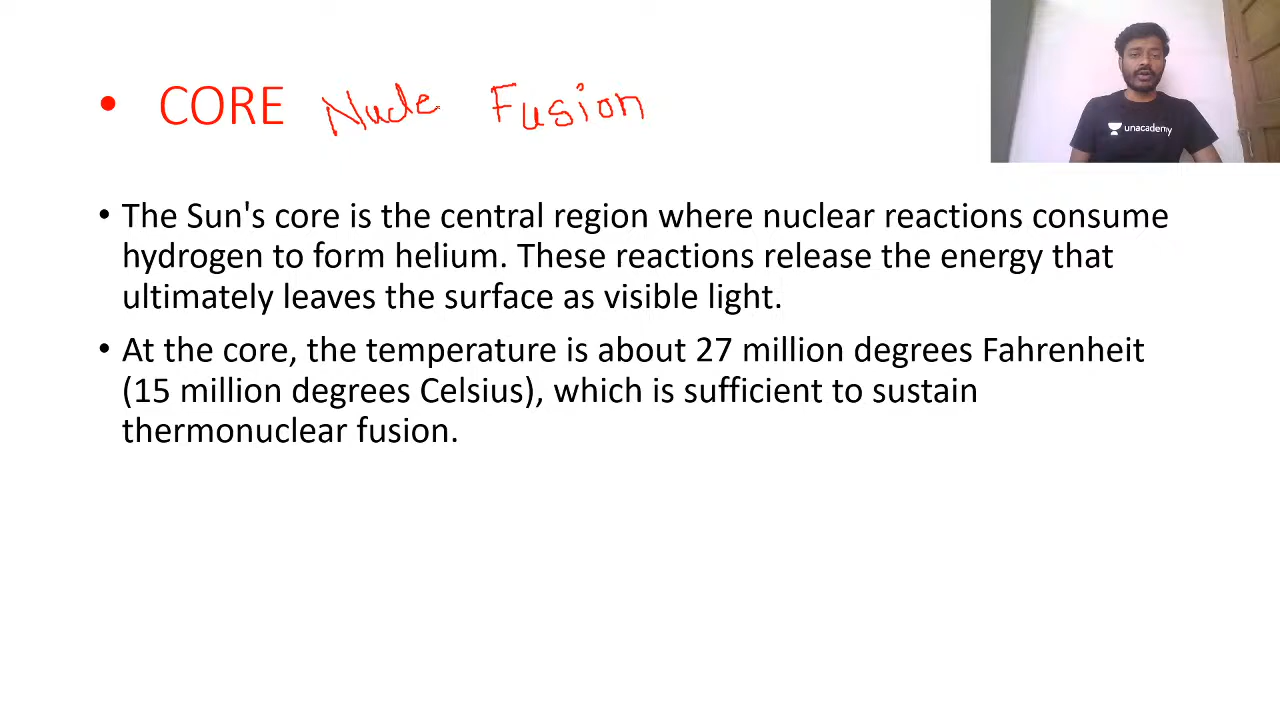 • CORE Nucle Fusion
unacademy
• The Sun's core is the central region where nuclear reactions consume
hydrogen to form helium. These reactions release the energy that
ultimately leaves the surface as visible light.
• At the core, the temperature is about 27 million degrees Fahrenheit
(15 million degrees Celsius), which is sufficient to sustain
thermonuclear fusion.